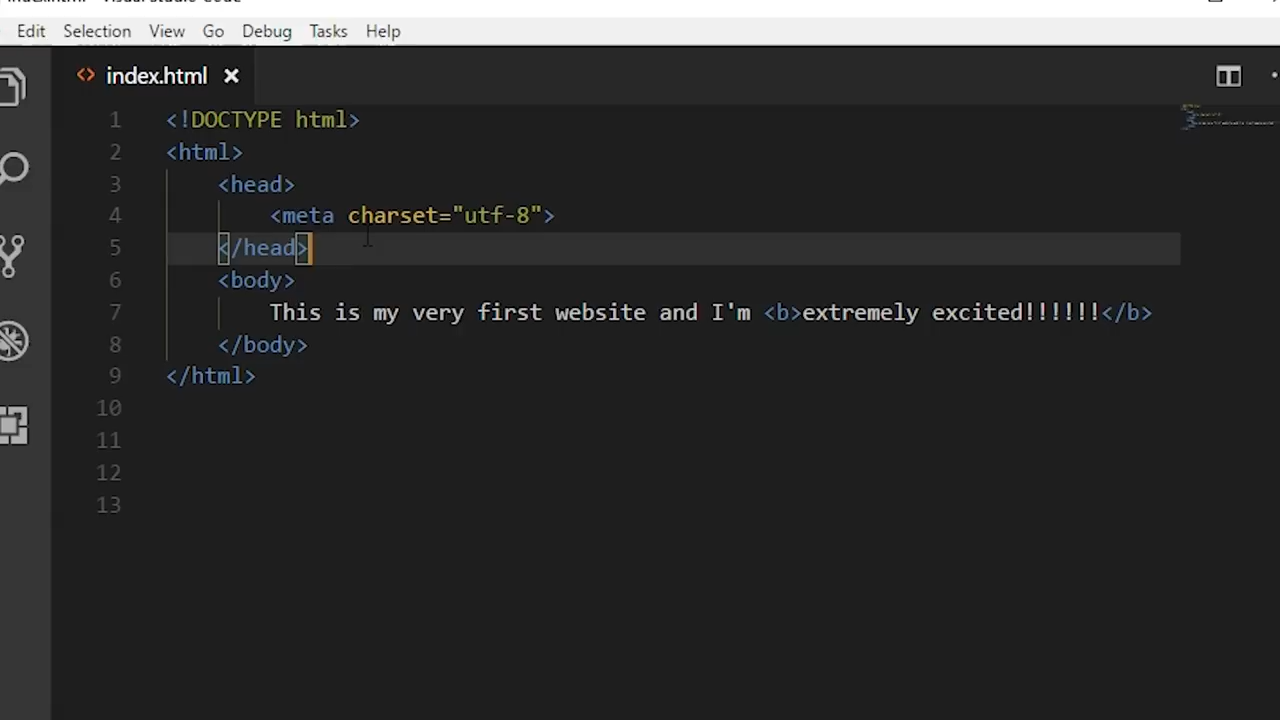 Edit Selection View Go Debug Tasks Help
index.html
1 <!DOCTYPE html>
2 <html>
3 <head>
4 <meta charset="utf-8">
5 </head>
6 <body>
7 This is my very first website and I'm <b>extremely excited!!!!!!</b>
8 </body>
9 </html>
10
11
12
13